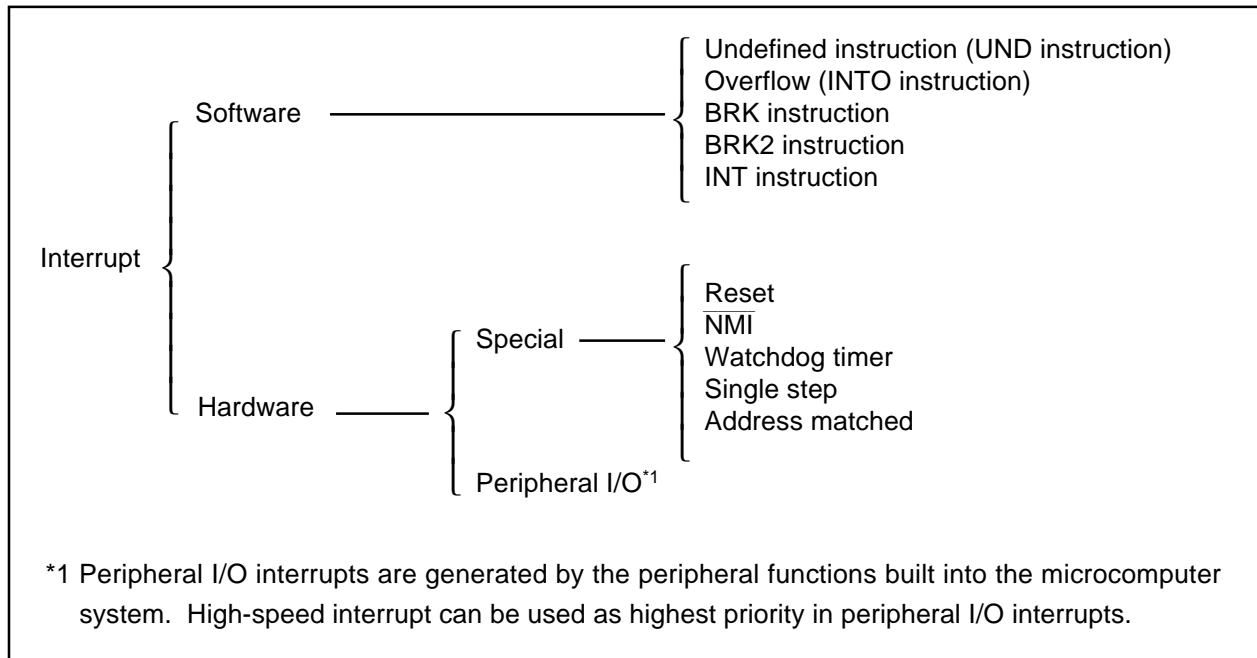 Undefined instruction (UND instruction)
Overflow (INTO instruction)
Software
BRK instruction
BRK2 instruction
INT instruction
Interrupt
Reset
NMI
Special
Watchdog timer
Single step
Hardware
Address matched
Peripheral I/O*1
*1 Peripheral I/O interrupts are generated by the peripheral functions built into the microcomputer
system. High-speed interrupt can be used as highest priority in peripheral I/O interrupts.